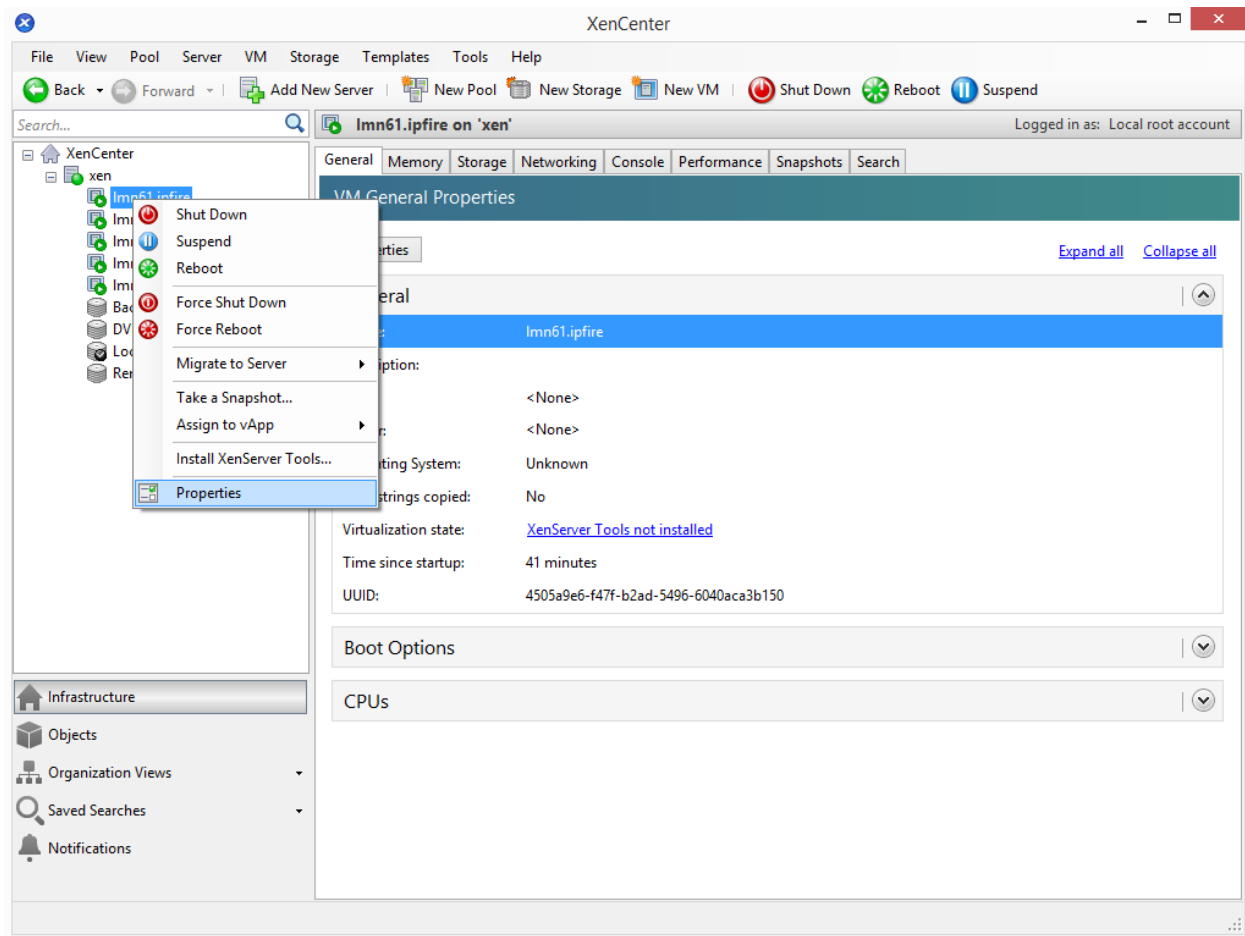 XenCenter
File View Pool Server VM Storage Templates Tools Help
Back Forward Add New Server New Pool New Storage New VM Shut Down Reboot Suspend
Search...
lmn61.ipfire on 'xen' Logged in as: Local root account
XenCenter
xen
lmn61.ipfire
Shut Down
Suspend
Reboot
Force Shut Down
Force Reboot
Migrate to Server
Take a Snapshot...
Assign to vApp
Install XenServer Tools...
Properties
General Memory Storage Networking Console Performance Snapshots Search
VM General Properties
Expand all Collapse all
lmn61.ipfire
<None>
<None>
Unknown
strings copied: No
Virtualization state: XenServer Tools not installed
Time since startup: 41 minutes
UUID: 4505a9e6-f47f-b2ad-5496-6040aca3b150
Boot Options
CPUs
Infrastructure
Objects
Organization Views
Saved Searches
Notifications